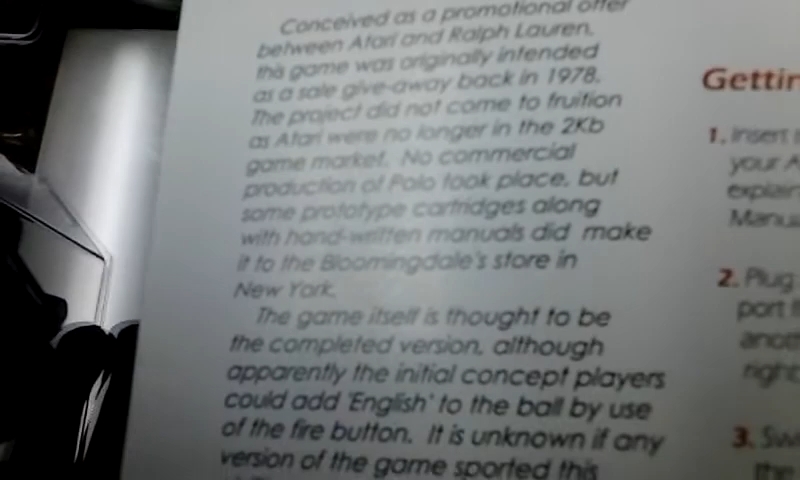 Conceived as a promotional offer
between Atari and Ralph Lauren,
this game was originally intended
as a sale give-away back in 1978.
The project did not come to fruition
as Atari were no longer in the 2Kb
game market. No commercial
production of Polo took place, but
some prototype cartridges along
with hand-written manuals did make
it to the Bloomingdale's store in
New York.
The game itself is thought to be
the completed version, although
apparently the initial concept players
could add 'English' to the ball by use
of the fire button. It is unknown if any
version of the game sported this
Gettin
1. Insert
your A
explain
Manu
2. Plug
port
anot
right
3. Sw
the